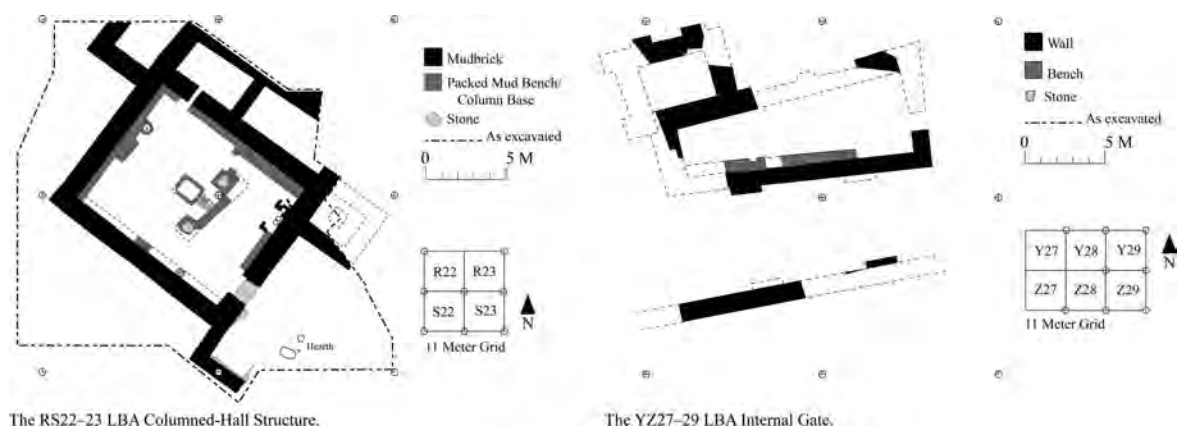 Mudbrick
Packed Mud Bench/
Column Base
Stone
As excavated
0 5 M
R22 R23
S22 S23
N
11 Meter Grid
Hearth
The RS22–23 LBA Columned-Hall Structure.
Wall
Bench
Stone
As excavated
0 5 M
Y27 Y28 Y29
Z27 Z28 Z29
N
11 Meter Grid
The YZ27–29 LBA Internal Gate.